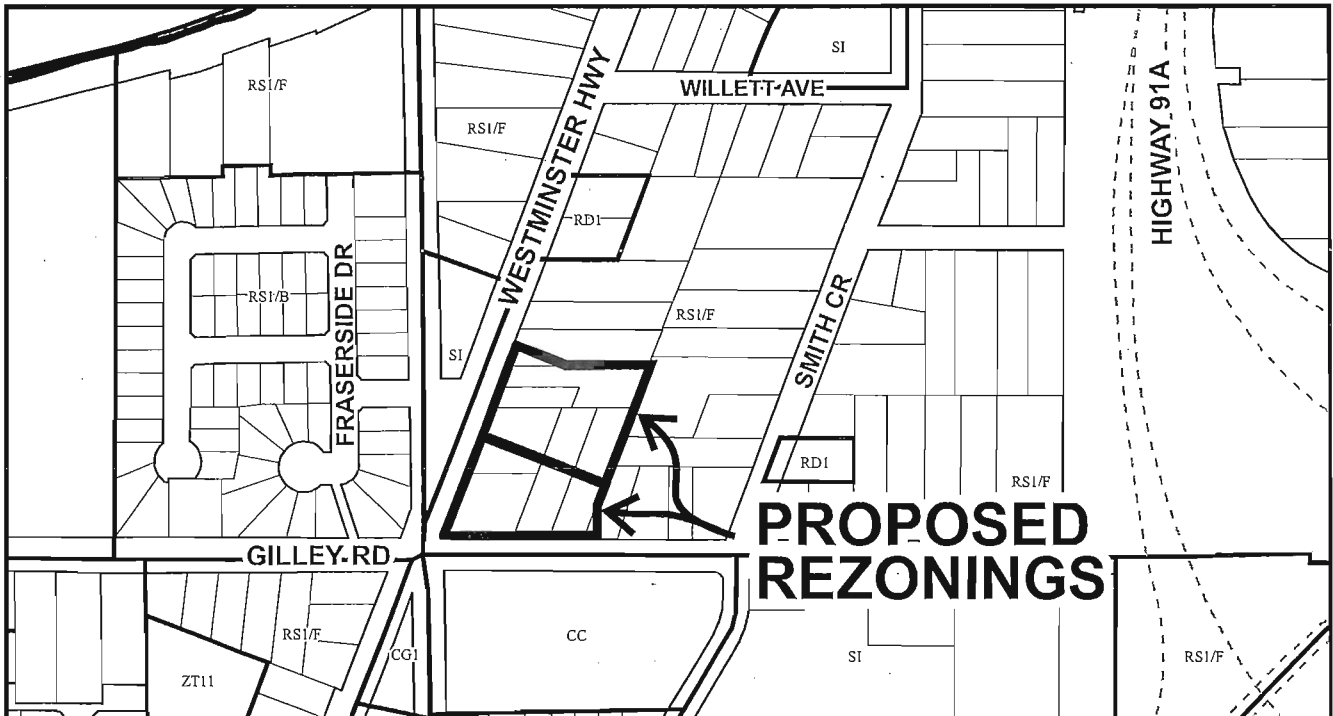 SI
WILLETT AVE
RS1/F
RS1/F
WESTMINSTER HWY
HIGHWAY 91A
RD1
FRASERSIDE DR
RS1/B
RS1/F
SMITH CR
SI
RD1
RS1/F
PROPOSED
REZONINGS
GILLEY RD
RS1/F
CC
CG1
SI
RS1/F
ZT11